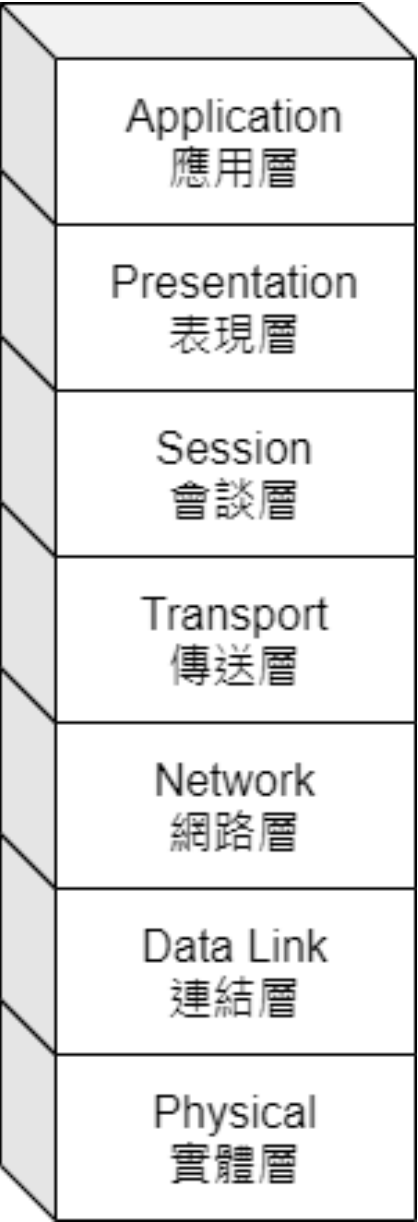 Application
應用層
Presentation
表現層
Session
會談層
Transport
傳送層
Network
網路層
Data Link
連結層
Physical
實體層